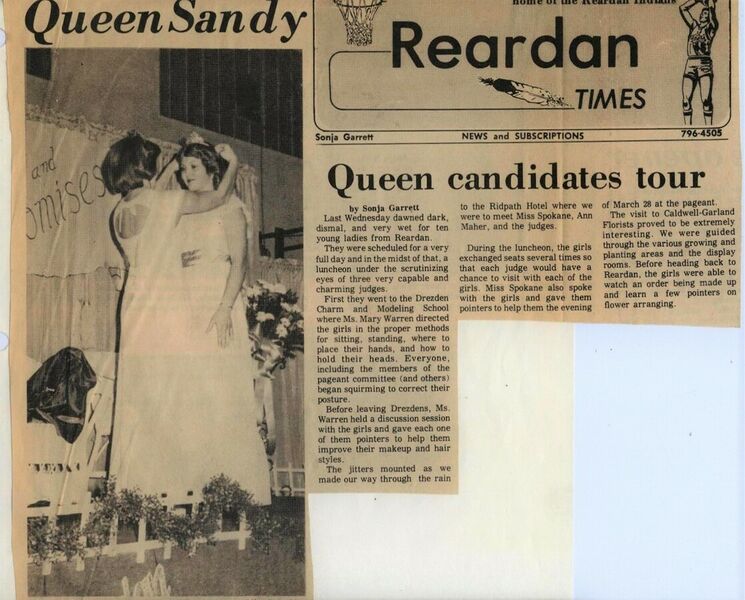 Queen Sandy
and
omises
home of the Reardan Indians
Reardan
TIMES
Sonja Garrett NEWS and SUBSCRIPTIONS 796-4505
Queen candidates tour
by Sonja Garrett
Last Wednesday dawned dark,
dismal, and very wet for ten
young ladies from Reardan.
They were scheduled for a very
full day and in the midst of that, a
luncheon under the scrutinizing
eyes of three very capable and
charming judges.
First they went to the Drezden
Charm and Modeling School
where Ms. Mary Warren directed
the girls in the proper methods
for sitting, standing, where to
place their hands, and how to
hold their heads. Everyone,
including the members of the
pageant committee (and others)
began squirming to correct their
posture.
Before leaving Drezdens, Ms.
Warren held a discussion session
with the girls and gave each one
of them pointers to help them
improve their makeup and hair
styles.
The jitters mounted as we
made our way through the rain
to the Ridpath Hotel where we
were to meet Miss Spokane, Ann
Maher, and the judges.
During the luncheon, the girls
exchanged seats several times so
that each judge would have a
chance to visit with each of the
girls. Miss Spokane also spoke
with the girls and gave them
pointers to help them the evening
of March 28 at the pageant.
The visit to Caldwell-Garland
Florists proved to be extremely
interesting. We were guided
through the various growing and
planting areas and the display
rooms. Before heading back to
Reardan, the girls were able to
watch an order being made up
and learn a few pointers on
flower arranging.